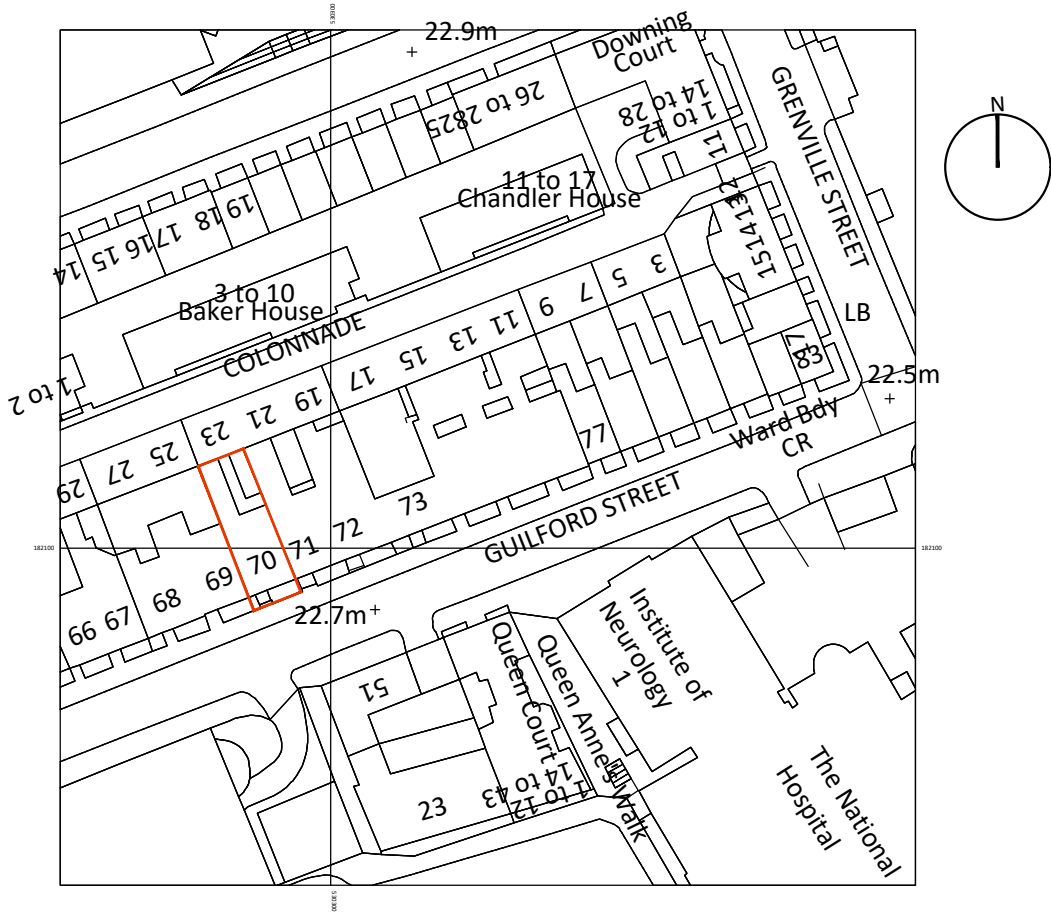 530300
22.9m
Downing
Court
N
GRENVILLE STREET
26 to 28
25
14 to 28
1 to 12
11
12
13
14
15
11 to 17
Chandler House
19
18
17
16
15
14
3 to 10
Baker House
COLONNADE
1 to 2
3
5
7
9
11
13
15
17
19
21
23
25
27
29
LB
22.5m
Ward Bdy
CR
77
73
72
71
70
69
68
67
66
GUILFORD STREET
182100
182100
22.7m
51
23
Queen Court
14 to 43
1 to 12
Queen Anne's Walk
Institute of
Neurology
1
The National
Hospital
530300